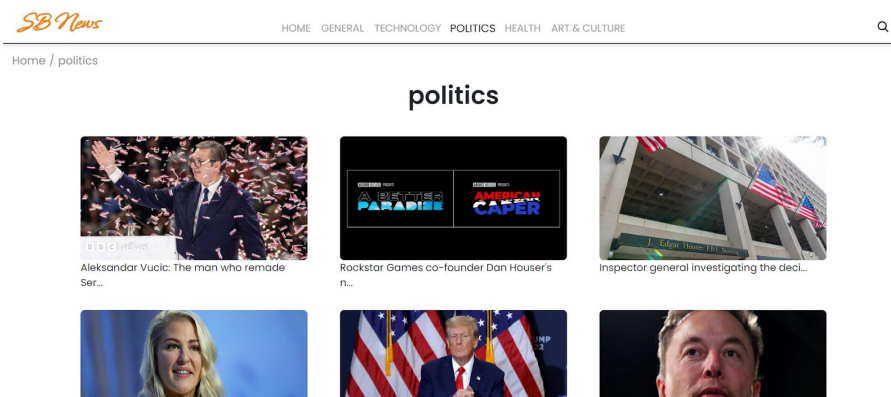 SB News
HOME GENERAL TECHNOLOGY POLITICS HEALTH ART & CULTURE
Home / politics
politics
BBC NEWS
A BETTER PARADISE
AMERICAN CAPER
J. Edgar Hoover F.B.I.
Aleksandar Vucic: The man who remade
Ser...
Rockstar Games co-founder Dan Houser's
n...
Inspector general investigating the deci...